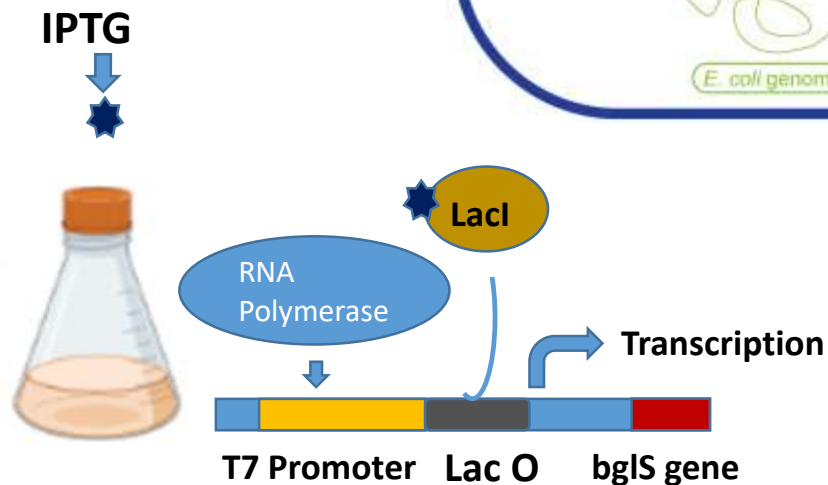 IPTG
E. coli genom
LacI
RNA
Polymerase
Transcription
T7 Promoter Lac O bglS gene